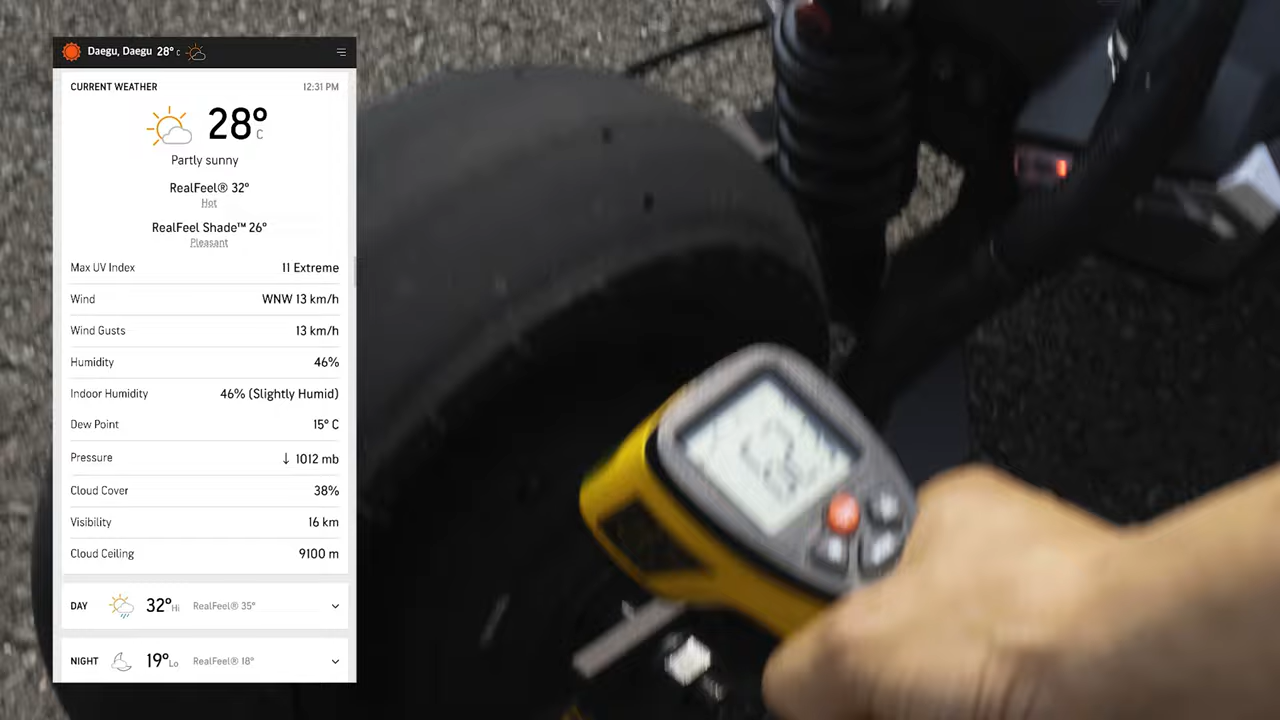 Daegu, Daegu 28° c
CURRENT WEATHER 12:31 PM
28° C
Partly sunny
RealFeel® 32°
Hot
RealFeel Shade™ 26°
Pleasant
Max UV Index 11 Extreme
Wind WNW 13 km/h
Wind Gusts 13 km/h
Humidity 46%
Indoor Humidity 46% (Slightly Humid)
Dew Point 15° C
Pressure ↓ 1012 mb
Cloud Cover 38%
Visibility 16 km
Cloud Ceiling 9100 m
DAY 32° Hi RealFeel® 35°
NIGHT 19° Lo RealFeel® 18°